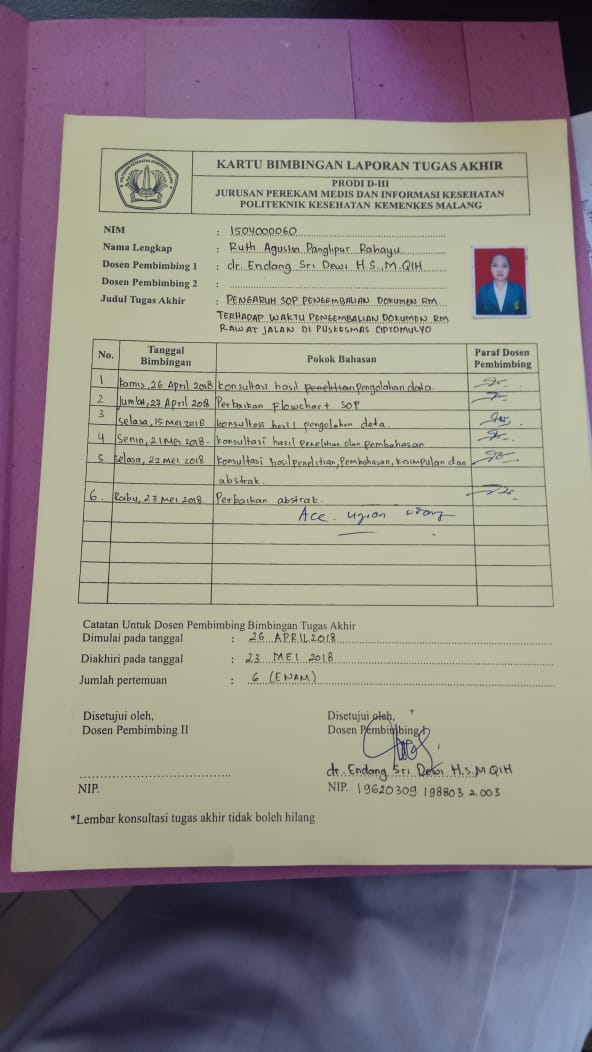 KARTU BIMBINGAN LAPORAN TUGAS AKHIR
PRODI D-III
JURUSAN PEREKAM MEDIS DAN INFORMASI KESEHATAN
POLITEKNIK KESEHATAN KEMENKES MALANG
NIM : 1504000060
Nama Lengkap : Ruth Agustin Panglipur Rahayu
Dosen Pembimbing 1 : dr. Endang Sri Dewi H.S., M.QIH
Dosen Pembimbing 2 :
Judul Tugas Akhir : PENGARUH SOP PENGEMBALIAN DOKUMEN RM
TERHADAP WAKTU PENGEMBALIAN DOKUMEN RM
RAWAT JALAN DI PUSKESMAS CIPTOMULYO
No. Tanggal Bimbingan Pokok Bahasan Paraf Dosen Pembimbing
1 Kamis, 26 April 2018 Konsultasi hasil penelitian pengolahan data.
2 Jumlat, 27 April 2018 Perbaikan Flowchart SOP
3 Selasa, 15 Mei 2018 Konsultasi hasil pengolahan data.
4 Senin, 21 Mei 2018. Konsultasi hasil penelitian dan pembahasan
5 Selasa, 22 Mei 2018 Konsultasi hasil penelitian, Pembahasan, Kesimpulan dan
abstrak.
6. Rabu, 23 Mei 2018 Perbaikan abstrak.
Acc. ujian
Catatan Untuk Dosen Pembimbing Bimbingan Tugas Akhir
Dimulai pada tanggal : 26 APRIL 2018
Diakhiri pada tanggal : 23 MEI 2018
Jumlah pertemuan : 6 (ENAM)
Disetujui oleh, Disetujui oleh,
Dosen Pembimbing II Dosen Pembimbing I
dr. Endang Sri Dewi H.S. M QIH
NIP. NIP. 19620309 198803 2 003
*Lembar konsultasi tugas akhir tidak boleh hilang